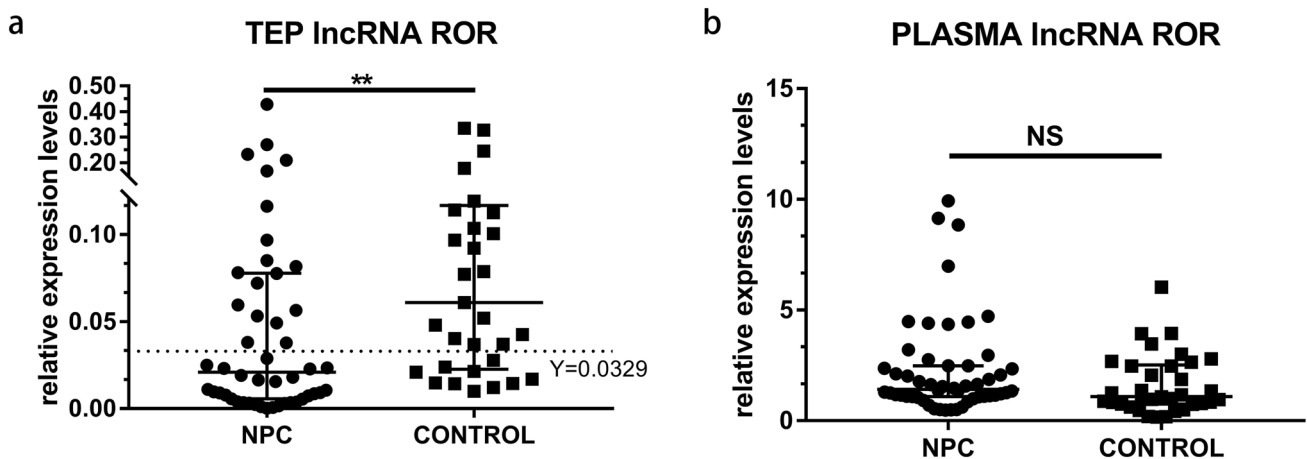 a
TEP lncRNA ROR
relative expression levels
0.50
0.40
0.30
0.20
0.10
0.05
0.00
**
Y=0.0329
NPC
CONTROL
b
PLASMA lncRNA ROR
relative expression levels
15
10
5
0
NS
NPC
CONTROL